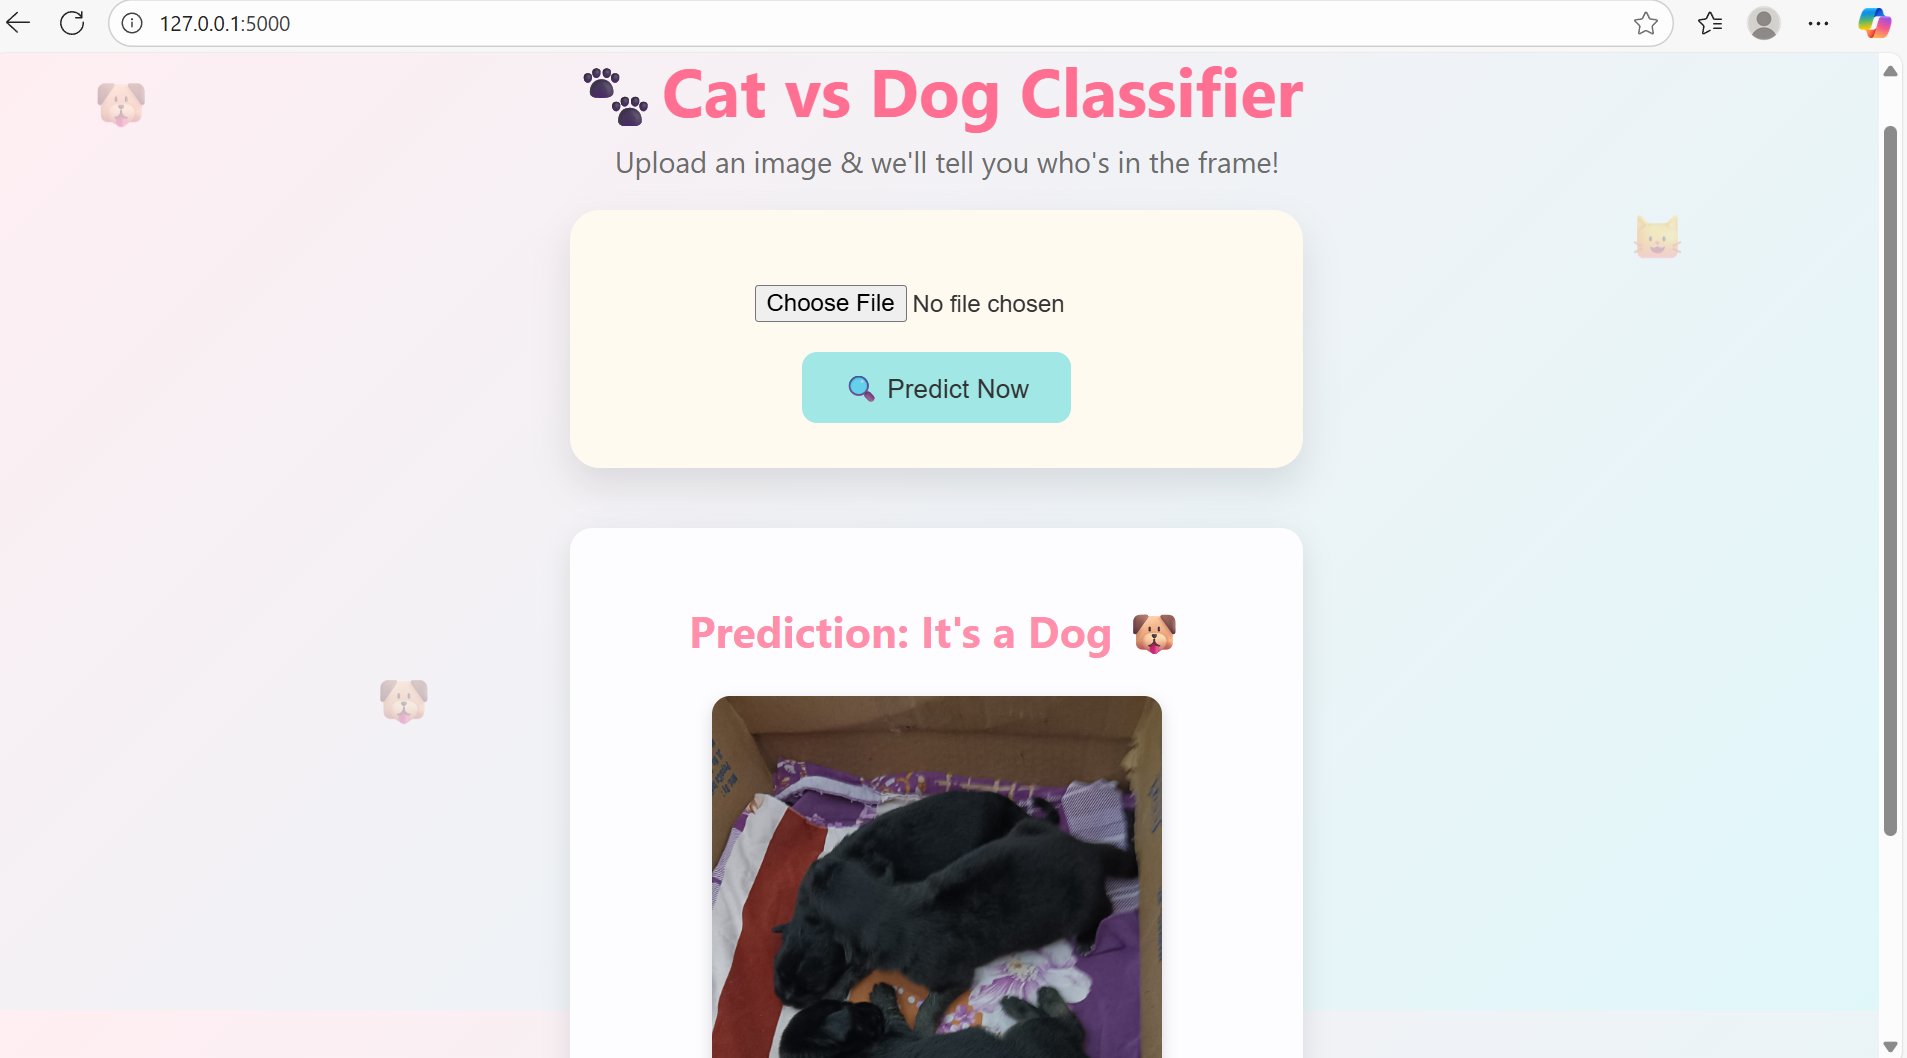 127.0.0.1:5000
Cat vs Dog Classifier
Upload an image & we'll tell you who's in the frame!
Choose File No file chosen
Predict Now
Prediction: It's a Dog